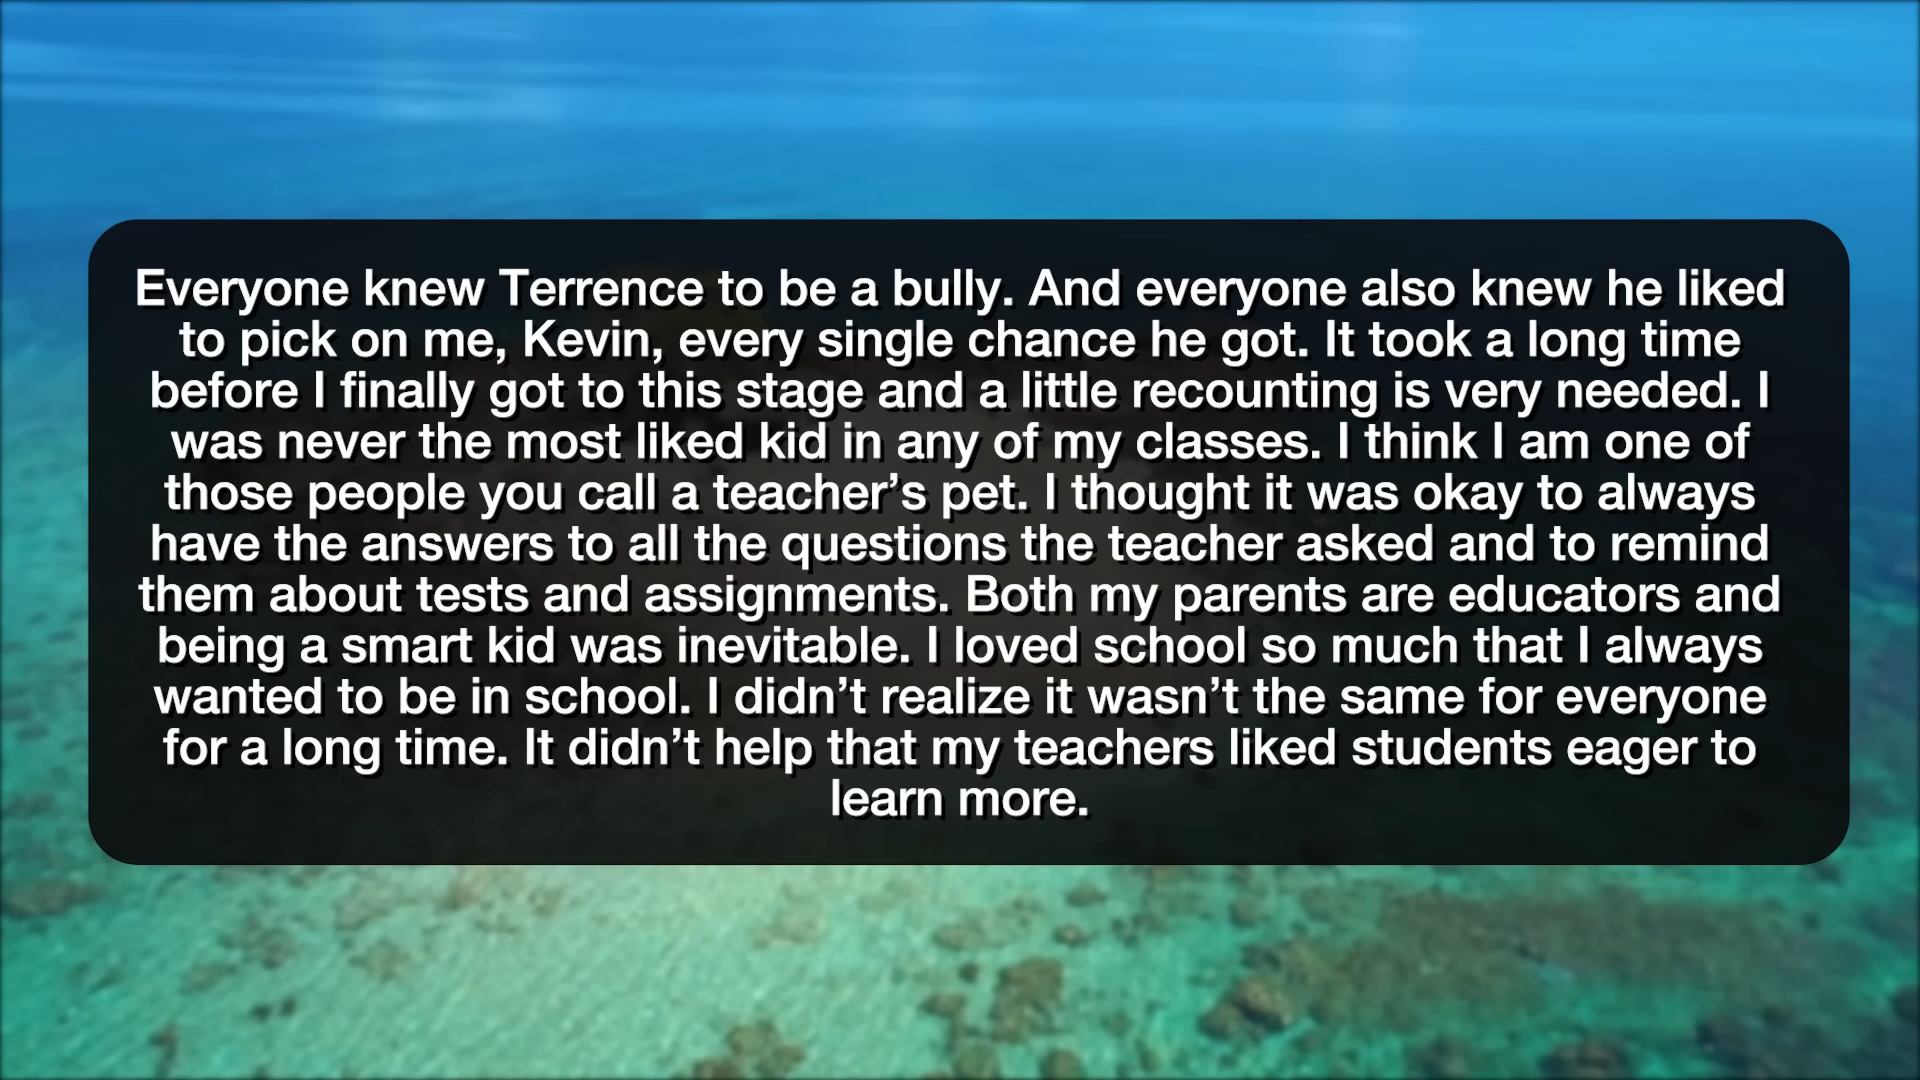 Everyone knew Terrence to be a bully. And everyone also knew he liked
to pick on me, Kevin, every single chance he got. It took a long time
before I finally got to this stage and a little recounting is very needed. I
was never the most liked kid in any of my classes. I think I am one of
those people you call a teacher’s pet. I thought it was okay to always
have the answers to all the questions the teacher asked and to remind
them about tests and assignments. Both my parents are educators and
being a smart kid was inevitable. I loved school so much that I always
wanted to be in school. I didn’t realize it wasn’t the same for everyone
for a long time. It didn’t help that my teachers liked students eager to
learn more.